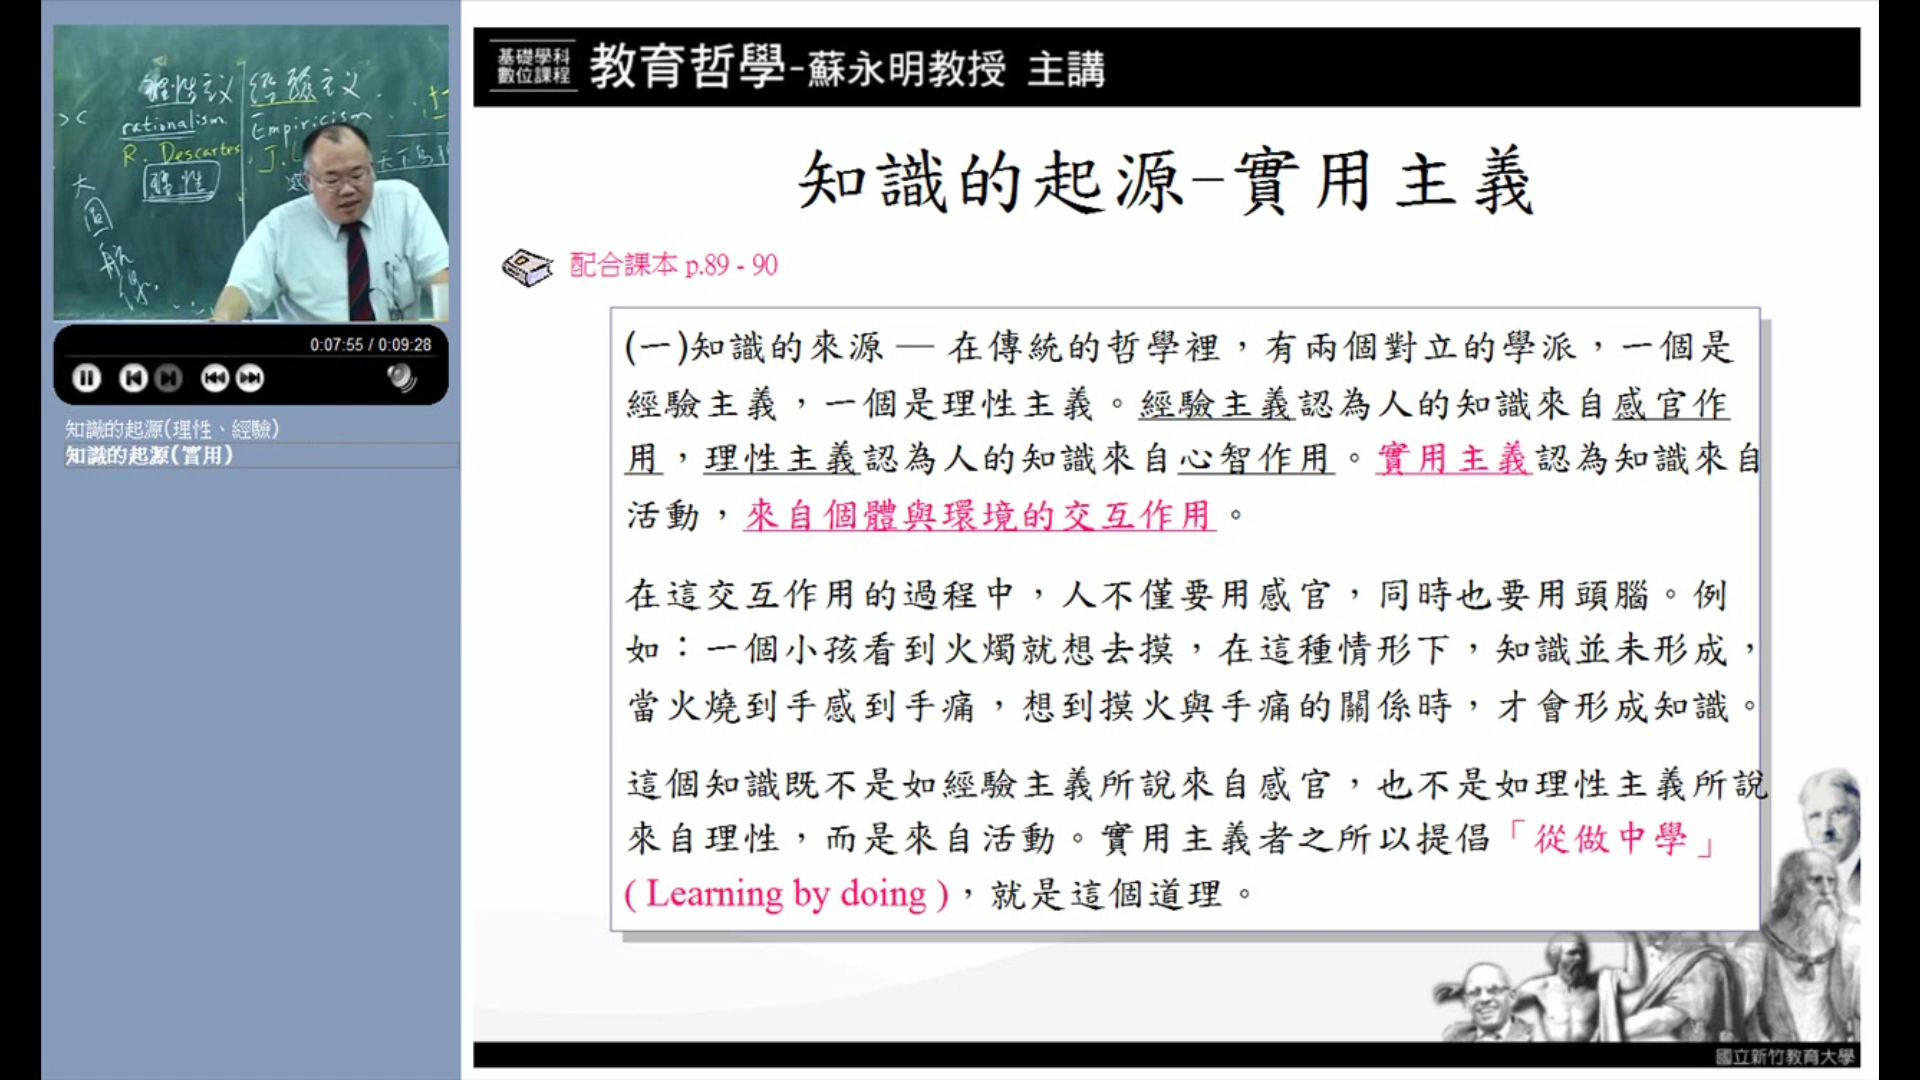 理性主义
经驗主义
rationalism
Empiricism
R. Descartes
理性
大
0:07:55 / 0:09:28
知識的起源(理性、經驗)
知識的起源(實用)
基礎學科
數位課程
教育哲學-蘇永明教授 主講
知識的起源-實用主義
配合課本 p.89 - 90
(一)知識的來源 — 在傳統的哲學裡，有兩個對立的學派，一個是
經驗主義，一個是理性主義。經驗主義認為人的知識來自感官作
用，理性主義認為人的知識來自心智作用。實用主義認為知識來自
活動，來自個體與環境的交互作用。
在這交互作用的過程中，人不僅要用感官，同時也要用頭腦。例
如：一個小孩看到火燭就想去摸，在這種情形下，知識並未形成，
當火燒到手感到手痛，想到摸火與手痛的關係時，才會形成知識。
這個知識既不是如經驗主義所說來自感官，也不是如理性主義所說
來自理性，而是來自活動。實用主義者之所以提倡「從做中學」
( Learning by doing )，就是這個道理。
國立新竹教育大學